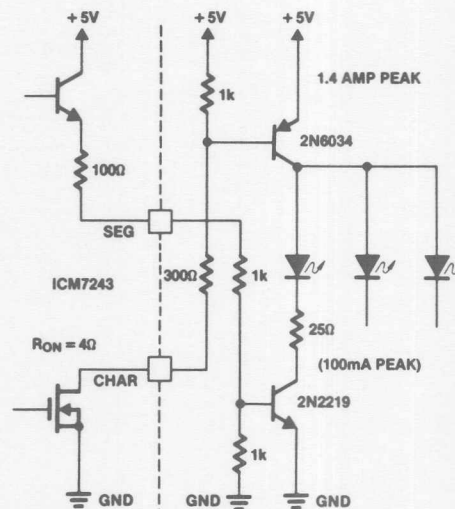 + 5V
+ 5V
+ 5V
1.4 AMP PEAK
1k
2N6034
100Ω
SEG
ICM7243
300Ω
1k
25Ω
RON = 4Ω
CHAR
(100mA PEAK)
2N2219
1k
GND
GND
GND